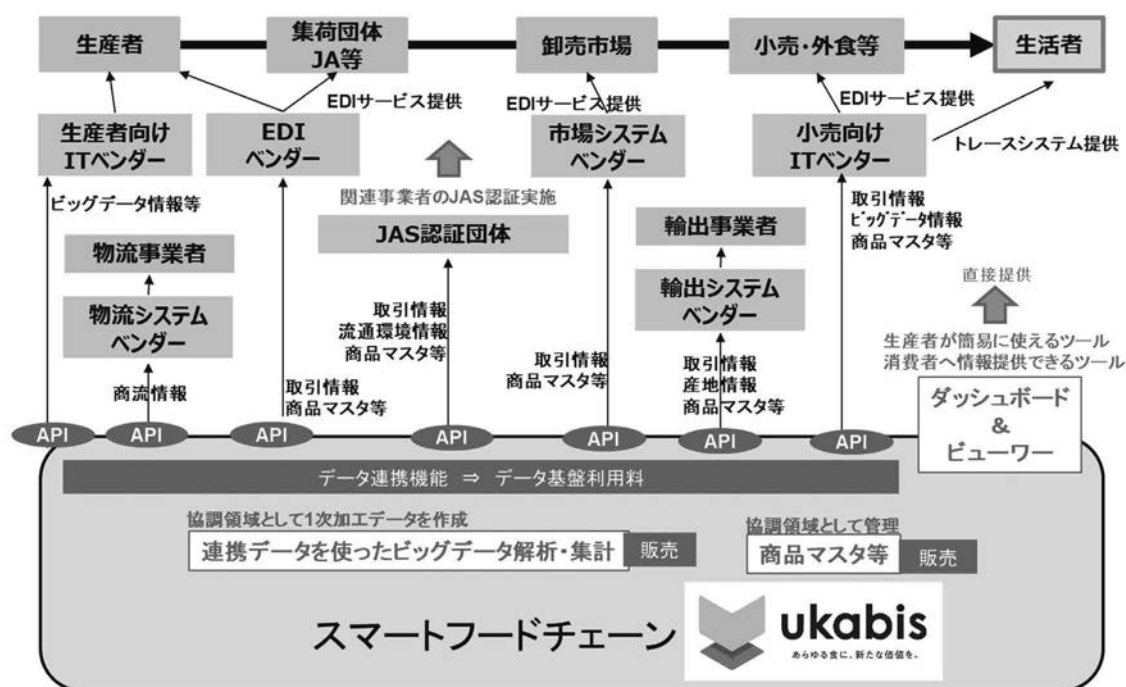 生産者
集荷団体
JA等
卸売市場
小売・外食等
生活者
EDIサービス提供
EDIサービス提供
EDIサービス提供
生産者向け
ITベンダー
EDI
ベンダー
市場システム
ベンダー
小売向け
ITベンター
トレースシステム提供
関連事業者のJAS認証実施
ビッグデータ情報等
取引情報
ビッグデータ情報
商品マスタ等
JAS認証団体
輸出事業者
物流事業者
直接提供
物流システム
ベンダー
輸出システム
ベンダー
取引情報
流通環境情報
商品マスタ等
生産者が簡易に使えるツール
消費者へ情報提供できるツール
商流情報
取引情報
商品マスタ等
取引情報
商品マスタ等
取引情報
産地情報
商品マスタ等
ダッシュボード
&
ビューワー
API
API
API
API
API
API
API
データ連携機能 ⇒ データ基盤利用料
協調領域として1次加工データを作成
連携データを使ったビッグデータ解析・集計
販売
協調領域として管理
商品マスタ等
販売
スマートフードチェーン
ukabis
あらゆる食に、新たな価値を。